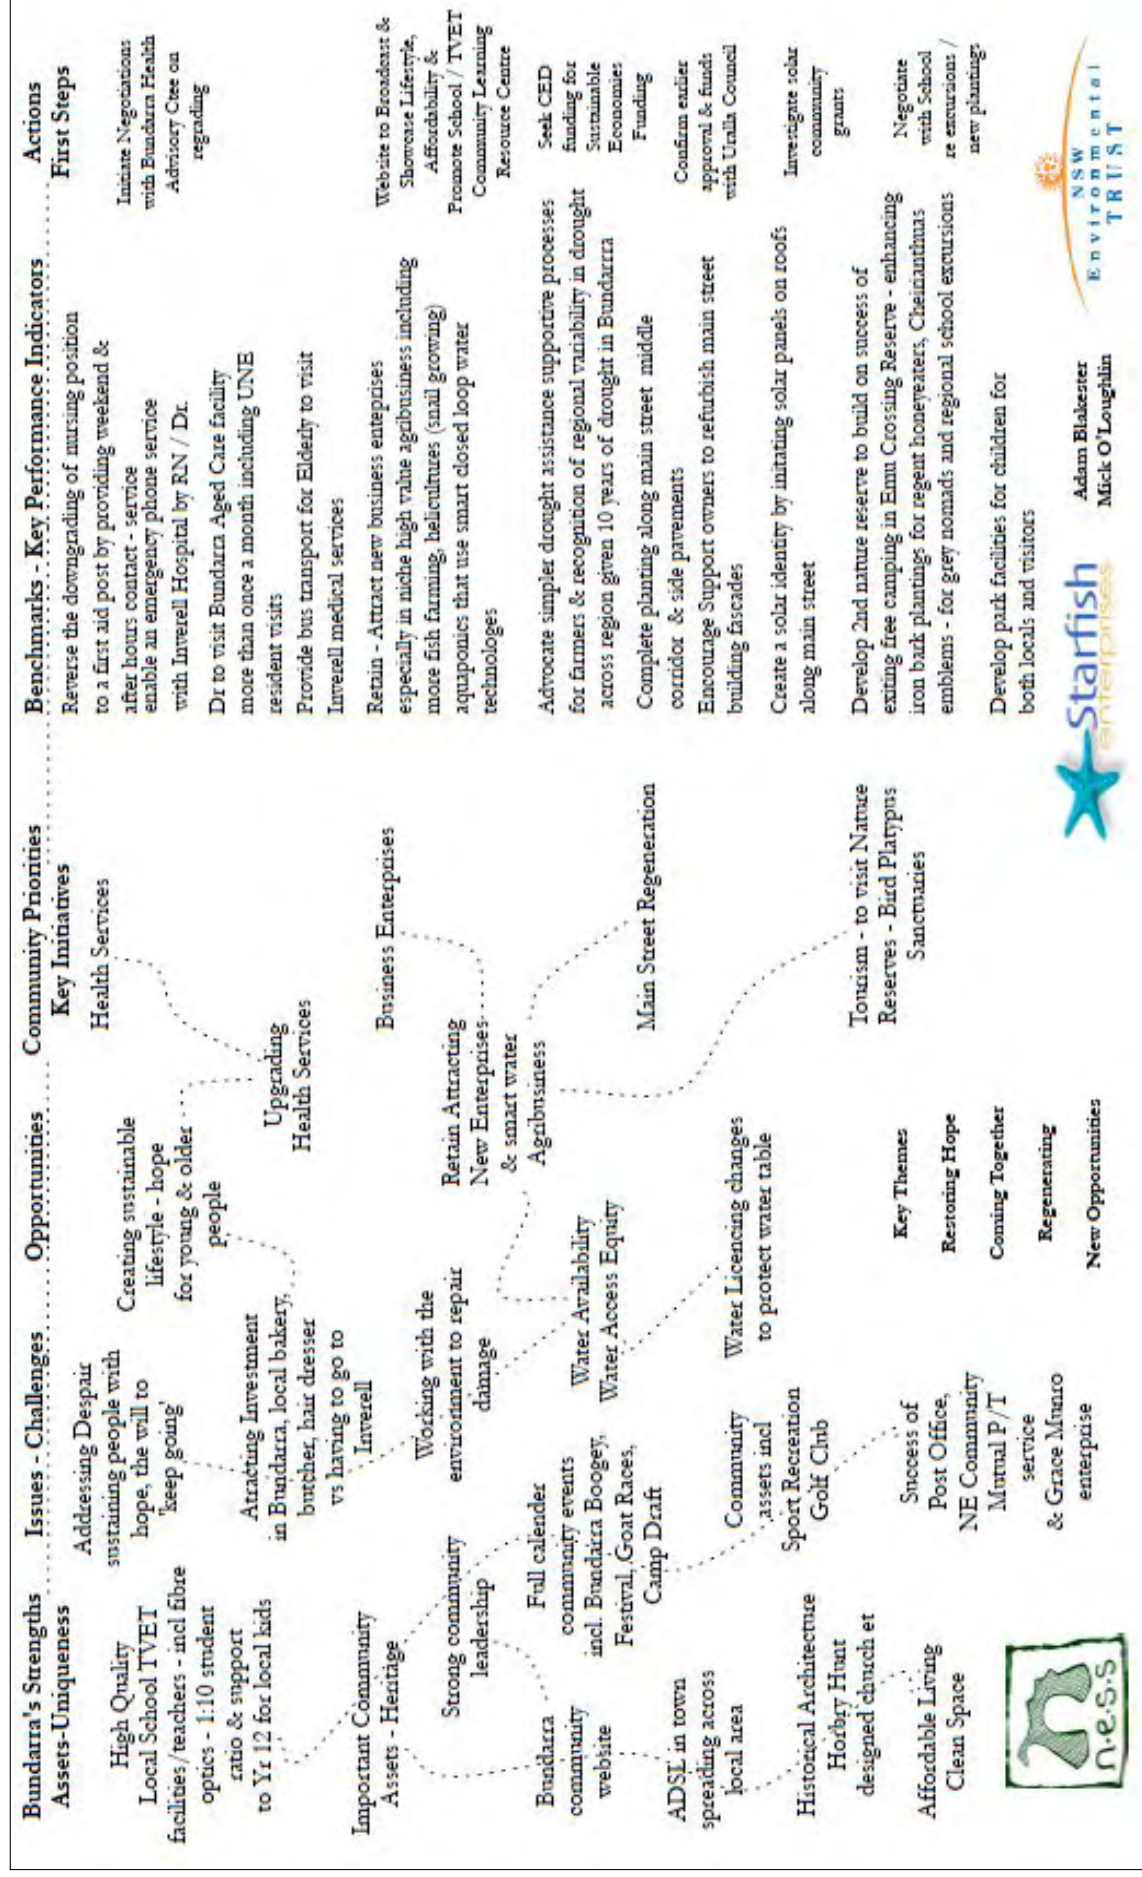 Bundarra's Strengths
Assets-Uniqueness
High Quality
Local School TVET
facilities/teachers - incl fibre
optics - 1:10 student
ratio & support
to Yr 12 for local kids
Important Community
Assets - Heritage
Strong community
leadership
Full calender
community events
incl. Bundarra Boogey,
Festival, Goat Races,
Camp Draft
Bundarra
community
website
ADSL in town
spreading across
local area
Community
assets incl
Sport Recreation
Golf Club
Historical Architecture
Horbry Hunt
designed church et
Success of
Post Office,
NE Community
Mutual P/T
service
& Grace Munro
enterprise
Affordable Living
Clean Space
Issues - Challenges
Addressing Despair
sustaining people with
hope, the will to
'keep going'
Atracting Investment
in Bundarra, local bakery,
butcher, hair dresser
vs having to go to
Inverell
Working with the
environment to repair
damage
Water Availability
Water Access Equity
Water Licencing changes
to protect water table
Opportunities
Creating sustainable
lifestyle - hope
for young & older
people
Upgrading
Health Services
Retain Attracting
New Enterprises
& smart water
Agribusiness
Key Themes
Restoring Hope
Coming Together
Regenerating
New Opportunities
Community Priorities
Key Initiatives
Health Services
Business Enterprises
Main Street Regeneration
Tourism - to visit Nature
Reserves - Bird Platypus
Sanctuaries
Benchmarks - Key Performance Indicators
Reverse the downgrading of nursing position
to a first aid post by providing weekend &
after hours contact - service
enable an emergency phone service
with Inverell Hospital by RN / Dr.
Dr to visit Bundarra Aged Care facility
more than once a month including UNE
resident visits
Provide bus transport for Elderly to visit
Inverell medical services
Retain - Attract new business enteprises
especially in niche high value agribusiness including
more fish farming, helicultures (snail growing)
aquaponics that use smart closed loop water
technologes
Advocate simpler drought assistance supportive processes
for farmers & recognition of regional variability in drought
across region given 10 years of drought in Bundarrra
Complete planting along main street middle
corridor & side pavements
Encourage Support owners to refurbish main street
building fascades
Create a solar identity by initating solar panels on roofs
along main street
Develop 2nd nature reserve to build on success of
exiting free camping in Emu Crossing Reserve - enhancing
iron bark plantings for regent honeyeaters, Cheinanthuas
emblems - for grey nomads and regional school excursions
Develop park facilities for children for
both locals and visitors
Actions
First Steps
Initiate Negotiations
with Bundarra Health
Advisory Ctee on
regrading
Website to Broadcast &
Showcase Lifestyle,
Affordability &
Promote School / TVET
Community Learning
Resource Centre
Seek CED
funding for
Sustainable
Economies
Funding
Confirm earlier
approval & funds
with Uralla Council
Investigate solar
community
grants
Negotiate
with School
re excursions /
new plantings
n.e.s.s
Starfish
enterprises
Adam Blakester
Mick O'Loughlin
NSW
Environmental
TRUST